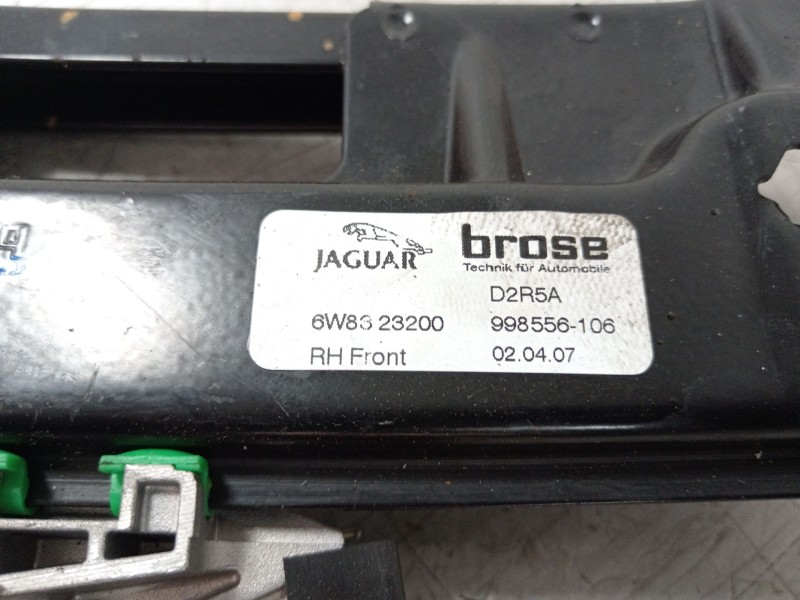 JAGUAR
brose
Technik für Automobile
D2R5A
6W83 23200
998556-106
RH Front
02.04.07